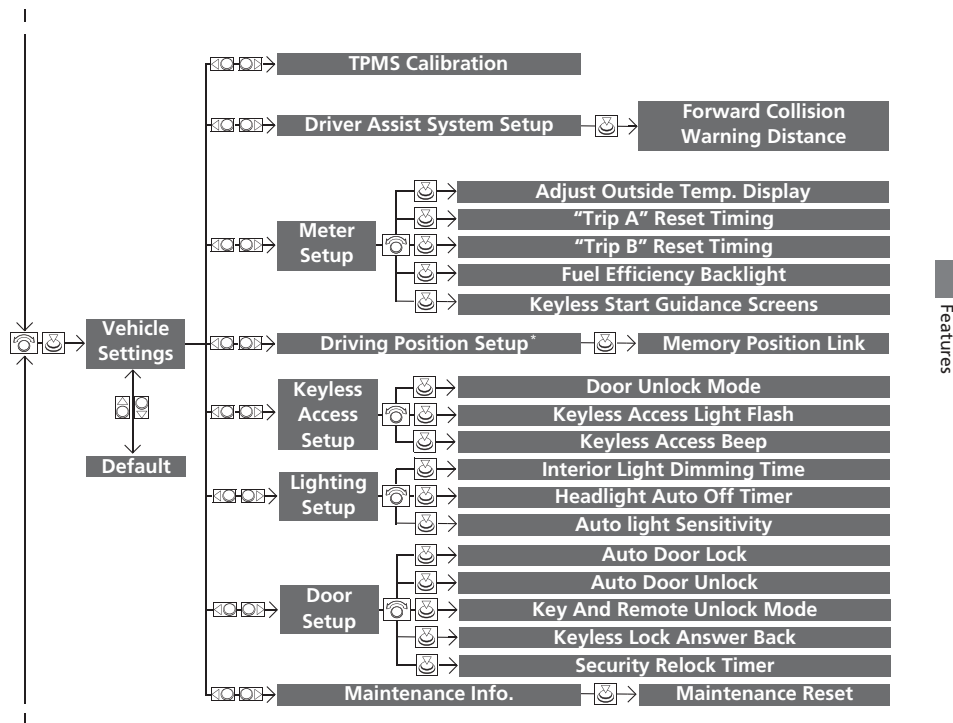 TPMS Calibration
Driver Assist System Setup
Forward Collision
Warning Distance
Meter
Setup
Adjust Outside Temp. Display
“Trip A” Reset Timing
“Trip B” Reset Timing
Fuel Efficiency Backlight
Keyless Start Guidance Screens
Vehicle
Settings
Default
Driving Position Setup*
Memory Position Link
Keyless
Access
Setup
Door Unlock Mode
Keyless Access Light Flash
Keyless Access Beep
Lighting
Setup
Interior Light Dimming Time
Headlight Auto Off Timer
Auto light Sensitivity
Door
Setup
Auto Door Lock
Auto Door Unlock
Key And Remote Unlock Mode
Keyless Lock Answer Back
Security Relock Timer
Maintenance Info.
Maintenance Reset
Features